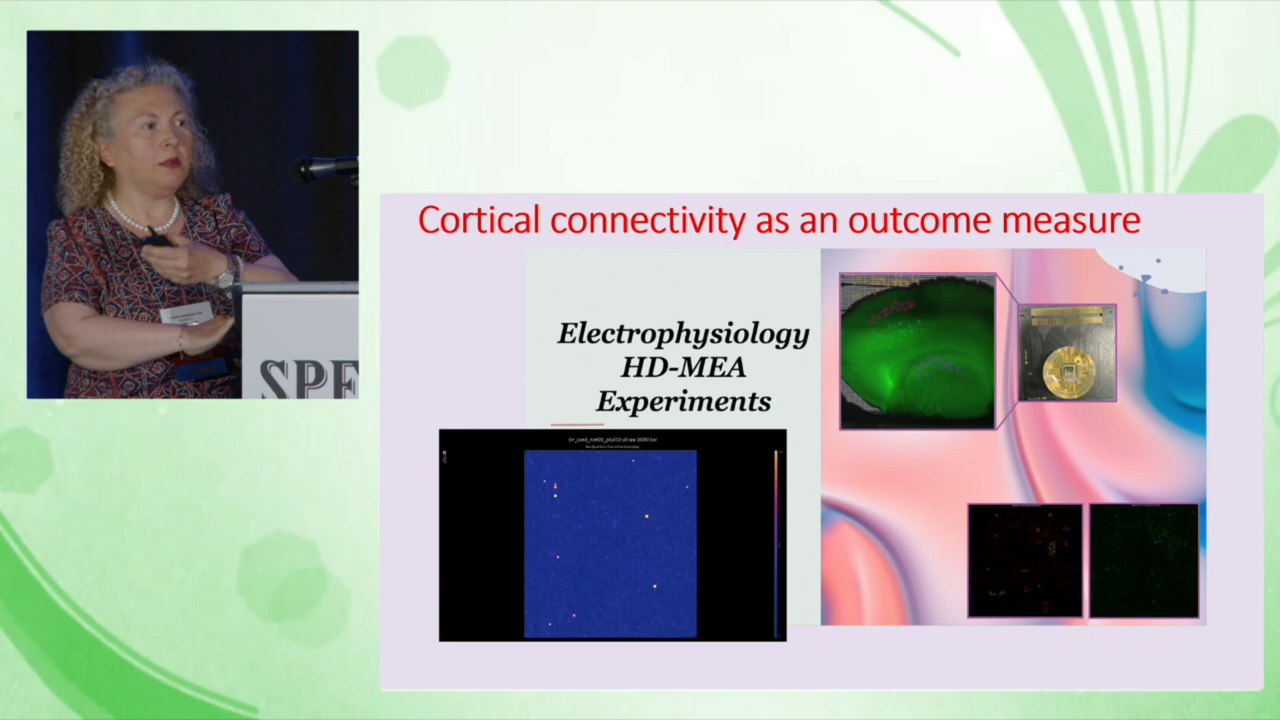 Cortical connectivity as an outcome measure
Electrophysiology
HD-MEA
Experiments
SPE